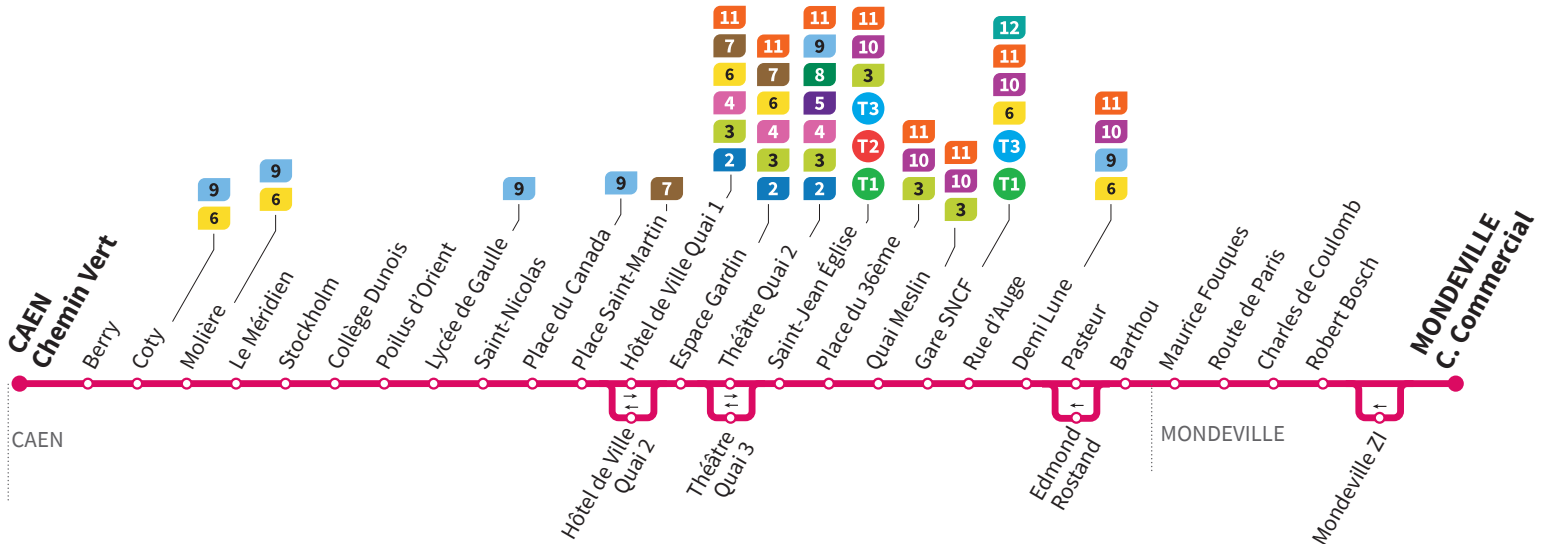 CAEN
Chemin Vert
Berry
Coty
9
6
Molière
9
6
Le Méridien
Stockholm
Collège Dunois
Poilus d’Orient
Lycée de Gaulle
9
Saint-Nicolas
Place du Canada
9
Place Saint-Martin
7
Hôtel de Ville Quai 1
11
7
6
4
3
2
Espace Gardin
11
7
6
4
3
2
Théâtre Quai 2
11
9
8
5
4
3
2
Saint-Jean Église
11
10
3
T3
T2
T1
Place du 36ème
11
10
3
Quai Meslin
11
10
3
Gare SNCF
12
11
10
6
T3
T1
Rue d’Auge
Demi Lune
11
10
9
6
Pasteur
Barthou
Maurice Fouques
Route de Paris
Charles de Coulomb
Robert Bosch
MONDEVILLE
C. Commercial
CAEN
Hôtel de Ville
Quai 2
Théâtre
Quai 3
Edmond
Rostand
MONDEVILLE
Mondeville ZI